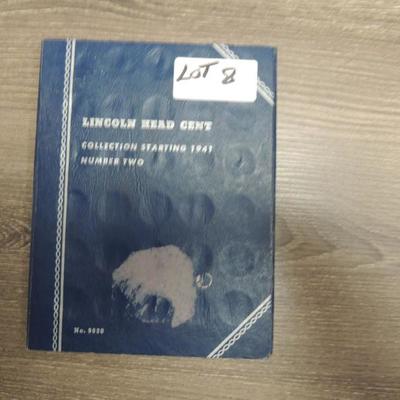 LOT 8
LINCOLN HEAD CENT
COLLECTION STARTING 1941
NUMBER TWO
No. 9030